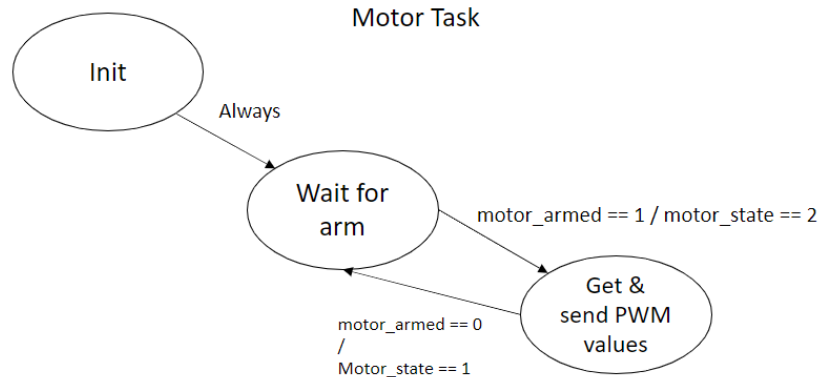 Motor Task
Init
Always
Wait for
arm
motor_armed == 1 / motor_state == 2
Get &
send PWM
values
motor_armed == 0
/
Motor_state == 1